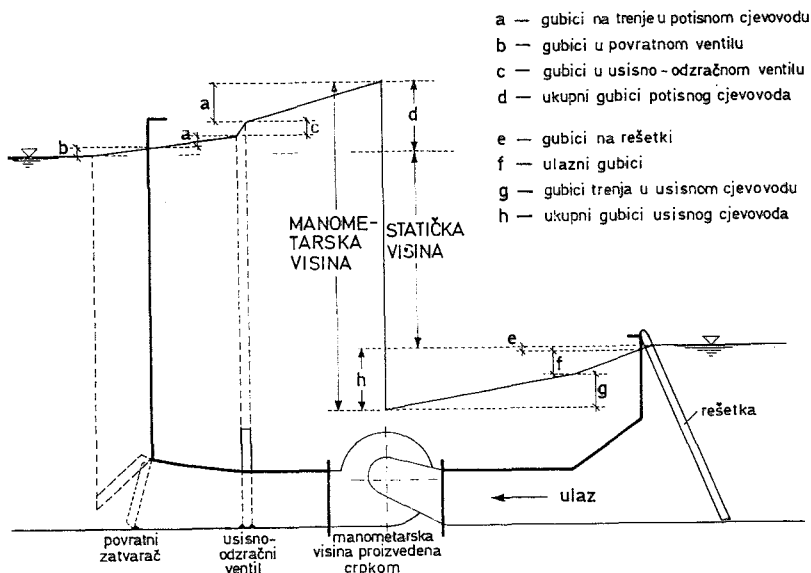 a — gubici na trenje u potisnom cjevovodu
b — gubici u povratnom ventilu
c — gubici u usisno-odzračnom ventilu
d — ukupni gubici potisnog cjevovoda
e — gubici na rešetki
f — ulazni gubici
g — gubici trenja u usisnom cjevovodu
h — ukupni gubici usisnog cjevovoda
a
a
c
d
b
MANOME-
TARSKA
VISINA
STATIČKA
VISINA
e
f
h
g
rešetka
ulaz
povratni
zatvarač
usisno-
odzračni
ventil
manometarska
visina proizvedena
crpkom